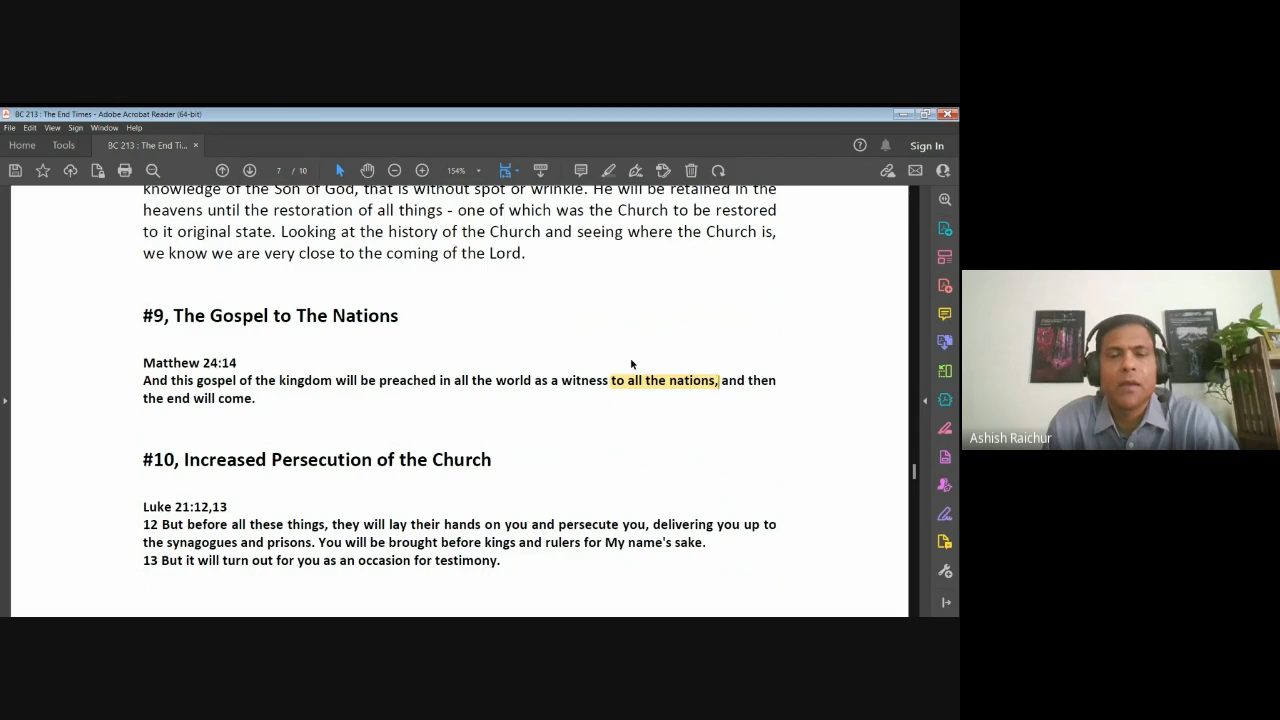 BC 213 : The End Times - Adobe Acrobat Reader (64-bit)
File Edit View Sign Window Help
Home Tools BC 213 : The End Ti... × Sign In
7 / 10 154%
knowledge of the Son of God, that is without spot or wrinkle. He will be retained in the
heavens until the restoration of all things - one of which was the Church to be restored
to it original state. Looking at the history of the Church and seeing where the Church is,
we know we are very close to the coming of the Lord.
#9, The Gospel to The Nations
Matthew 24:14
And this gospel of the kingdom will be preached in all the world as a witness to all the nations, and then
the end will come.
#10, Increased Persecution of the Church
Luke 21:12,13
12 But before all these things, they will lay their hands on you and persecute you, delivering you up to
the synagogues and prisons. You will be brought before kings and rulers for My name's sake.
13 But it will turn out for you as an occasion for testimony.
Ashish Raichur